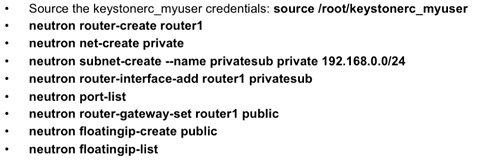 • Source the keystonerc_myuser credentials: source /root/keystonerc_myuser
• neutron router-create router1
• neutron net-create private
• neutron subnet-create --name privatesub private 192.168.0.0/24
• neutron router-interface-add router1 privatesub
• neutron port-list
• neutron router-gateway-set router1 public
• neutron floatingip-create public
• neutron floatingip-list